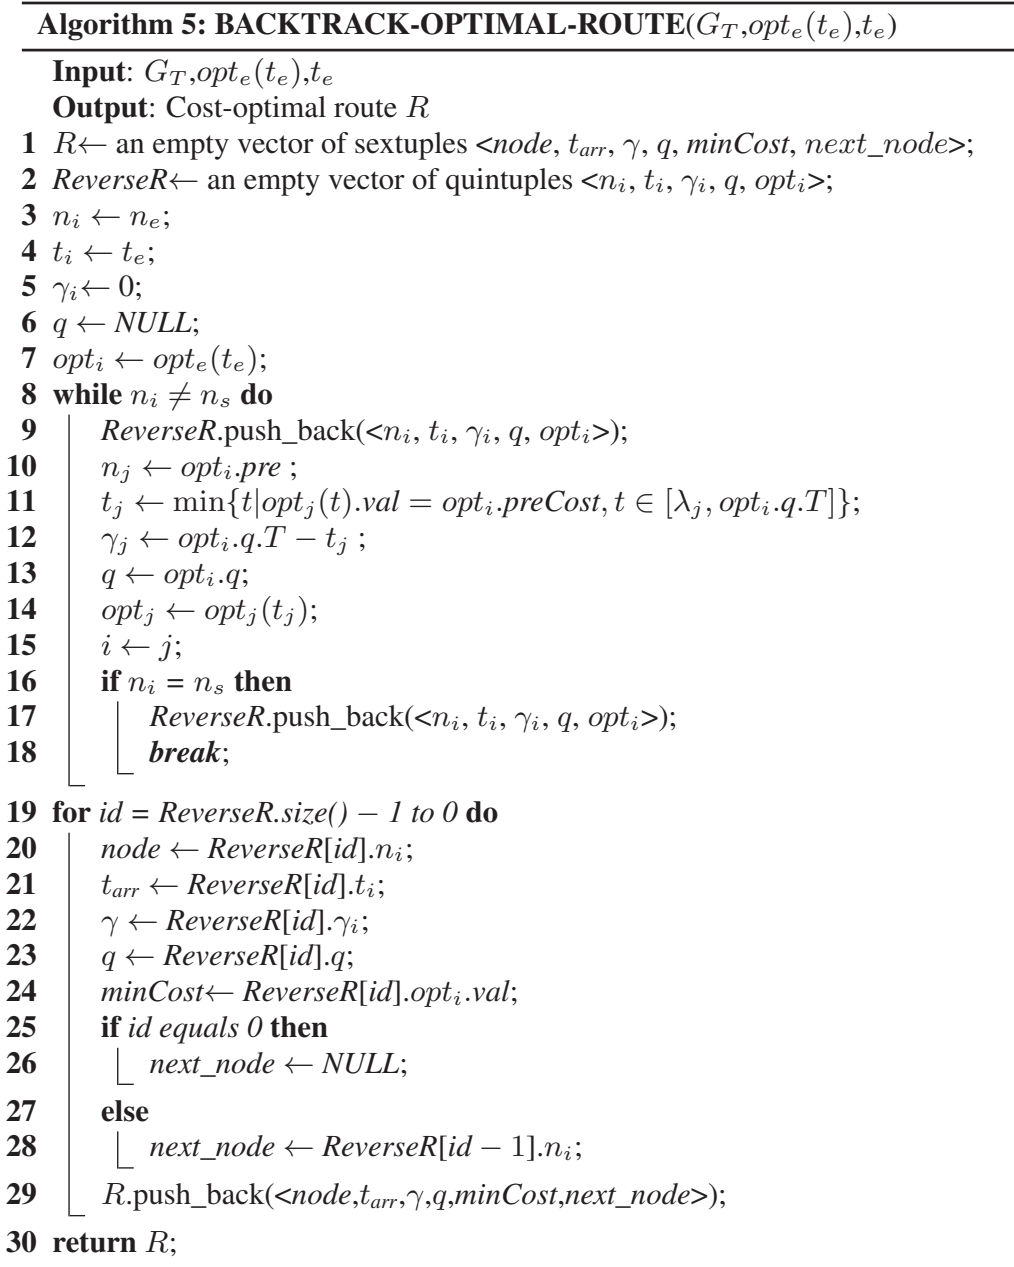 Algorithm 5: BACKTRACK-OPTIMAL-ROUTE(G_T,opt_e(t_e),t_e)
Input: G_T,opt_e(t_e),t_e
Output: Cost-optimal route R
1 R← an empty vector of sextuples <node, t_arr, γ, q, minCost, next_node>;
2 ReverseR← an empty vector of quintuples <n_i, t_i, γ_i, q, opt_i>;
3 n_i ← n_e;
4 t_i ← t_e;
5 γ_i← 0;
6 q ← NULL;
7 opt_i ← opt_e(t_e);
8 while n_i ≠ n_s do
9 ReverseR.push_back(<n_i, t_i, γ_i, q, opt_i>);
10 n_j ← opt_i.pre ;
11 t_j ← min{t|opt_j(t).val = opt_i.preCost, t ∈ [λ_j, opt_i.q.T]};
12 γ_j ← opt_i.q.T − t_j ;
13 q ← opt_i.q;
14 opt_j ← opt_j(t_j);
15 i ← j;
16 if n_i = n_s then
17 ReverseR.push_back(<n_i, t_i, γ_i, q, opt_i>);
18 break;
19 for id = ReverseR.size() − 1 to 0 do
20 node ← ReverseR[id].n_i;
21 t_arr ← ReverseR[id].t_i;
22 γ ← ReverseR[id].γ_i;
23 q ← ReverseR[id].q;
24 minCost← ReverseR[id].opt_i.val;
25 if id equals 0 then
26 next_node ← NULL;
27 else
28 next_node ← ReverseR[id − 1].n_i;
29 R.push_back(<node,t_arr,γ,q,minCost,next_node>);
30 return R;